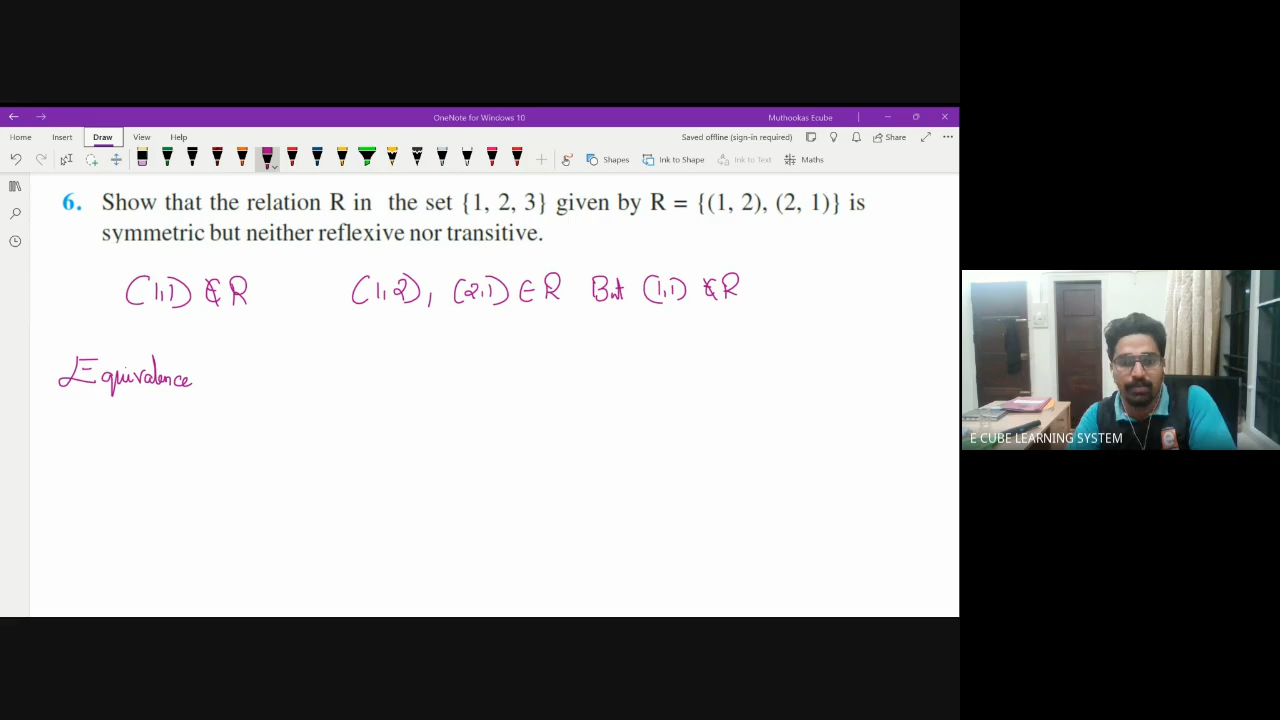 OneNote for Windows 10
Muthookas Ecube
Home Insert Draw View Help
Saved offline (sign-in required) Share
Shapes Ink to Shape Ink to Text Maths
6. Show that the relation R in the set {1, 2, 3} given by R = {(1, 2), (2, 1)} is
symmetric but neither reflexive nor transitive.
(1,1) ∉ R (1,2), (2,1) ∈ R But (1,1) ∉ R
Equivalence
E CUBE LEARNING SYSTEM